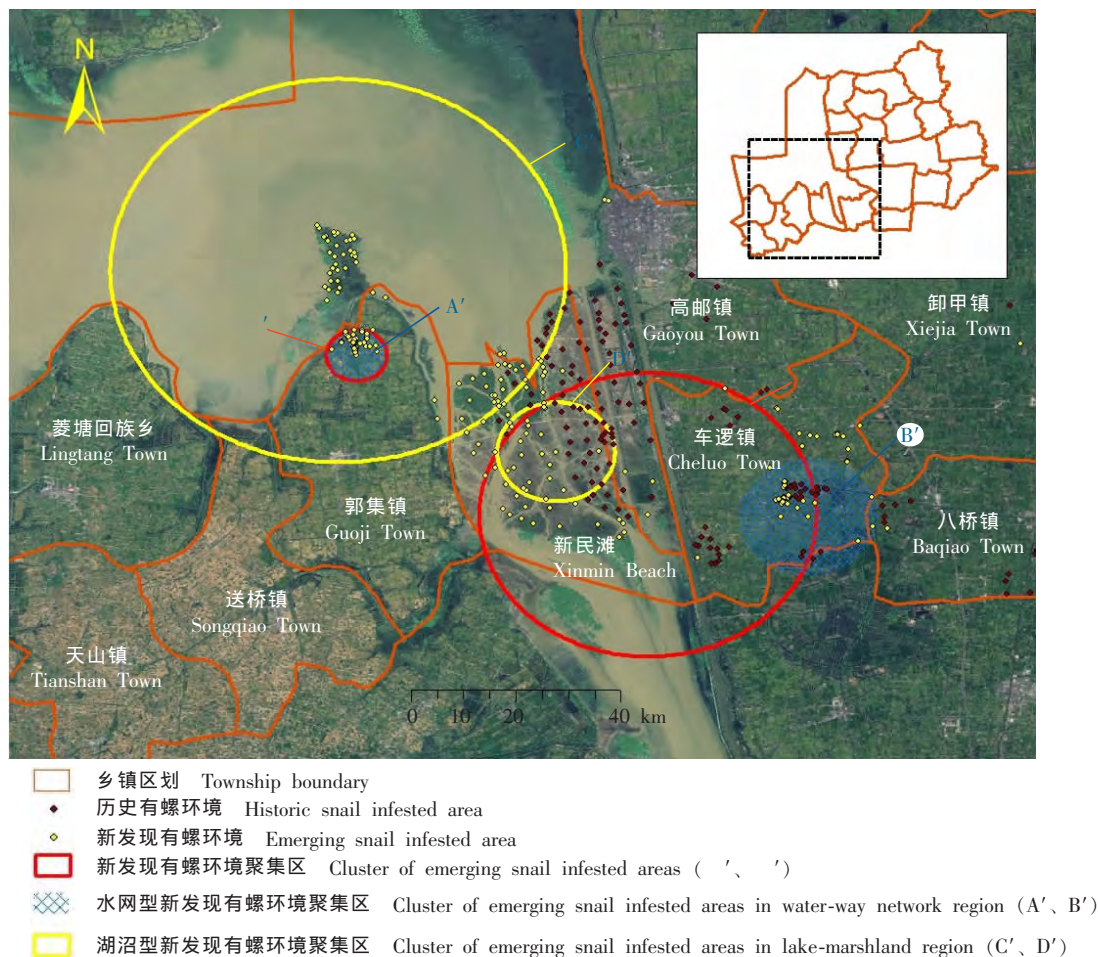 N
C
A′
′
高邮镇
Gaoyou Town
卸甲镇
Xiejia Town
D′
菱塘回族乡
Lingtang Town
车逻镇
Cheluo Town
B′
郭集镇
Guoji Town
八桥镇
Baqiao Town
新民滩
Xinmin Beach
送桥镇
Songqiao Town
天山镇
Tianshan Town
0 10 20 40 km
乡镇区划 Township boundary
历史有螺环境 Historic snail infested area
新发现有螺环境 Emerging snail infested area
新发现有螺环境聚集区 Cluster of emerging snail infested areas ( ′、 ′)
水网型新发现有螺环境聚集区 Cluster of emerging snail infested areas in water-way network region (A′、B′)
湖沼型新发现有螺环境聚集区 Cluster of emerging snail infested areas in lake-marshland region (C′、D′)